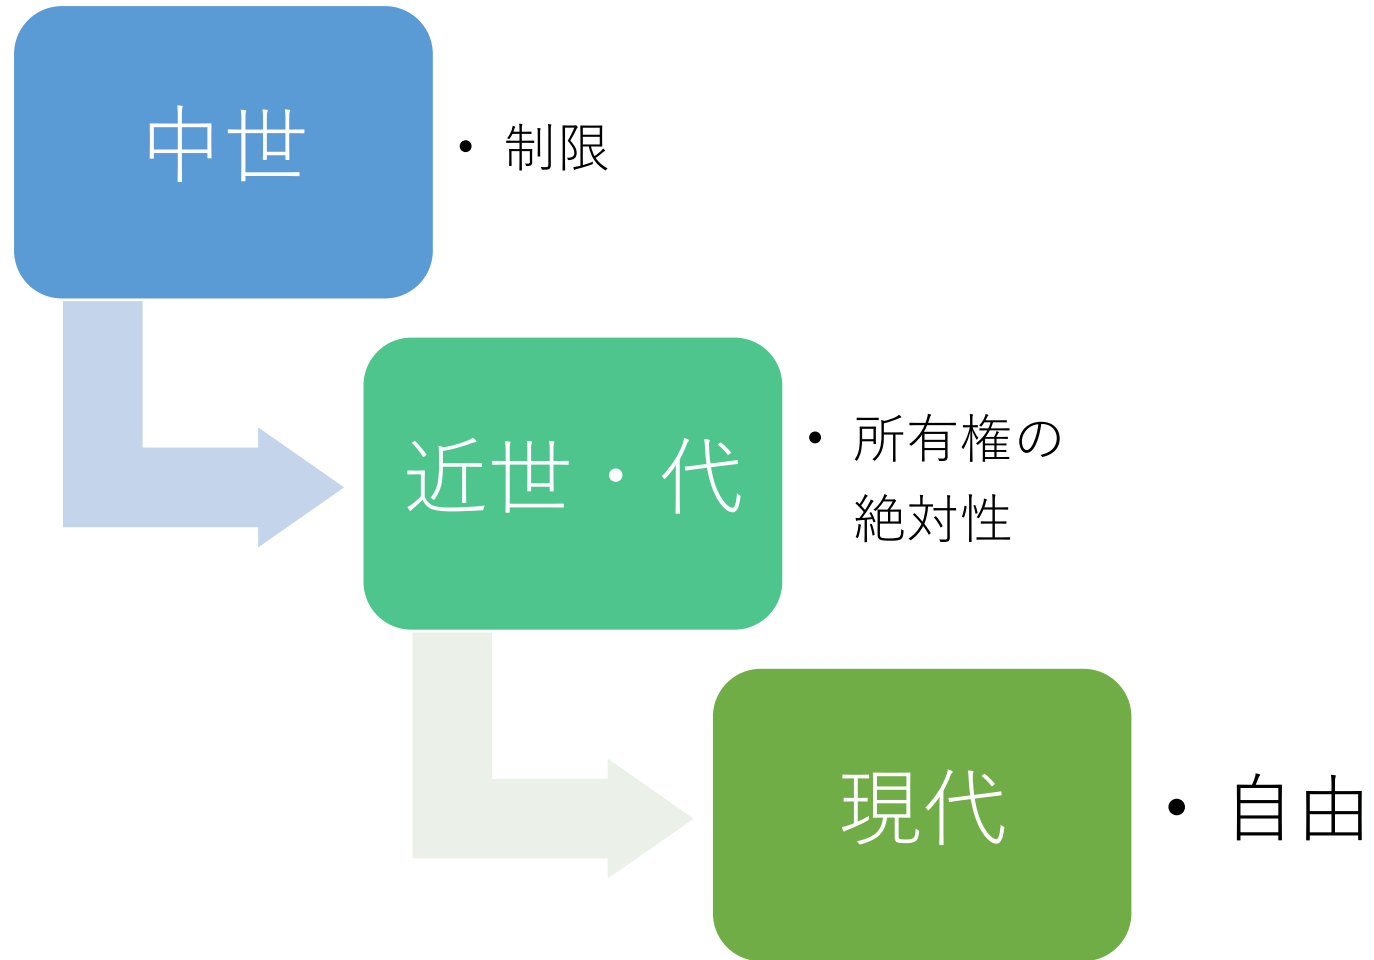 中世
• 制限
近世・代
• 所有権の
絶対性
現代
• 自由